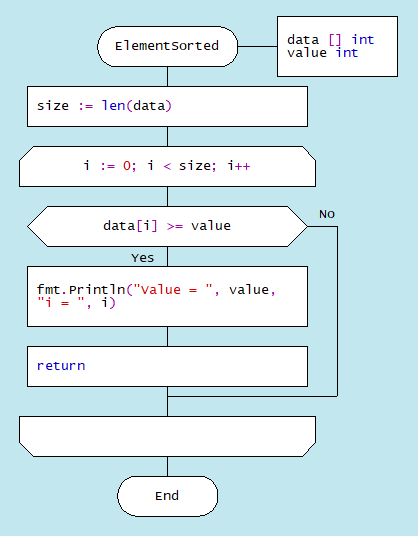 ElementSorted
data [] int
value int
size := len(data)
i := 0; i < size; i++
data[i] >= value
No
Yes
fmt.Println("Value = ", value,
"i = ", i)
return
End